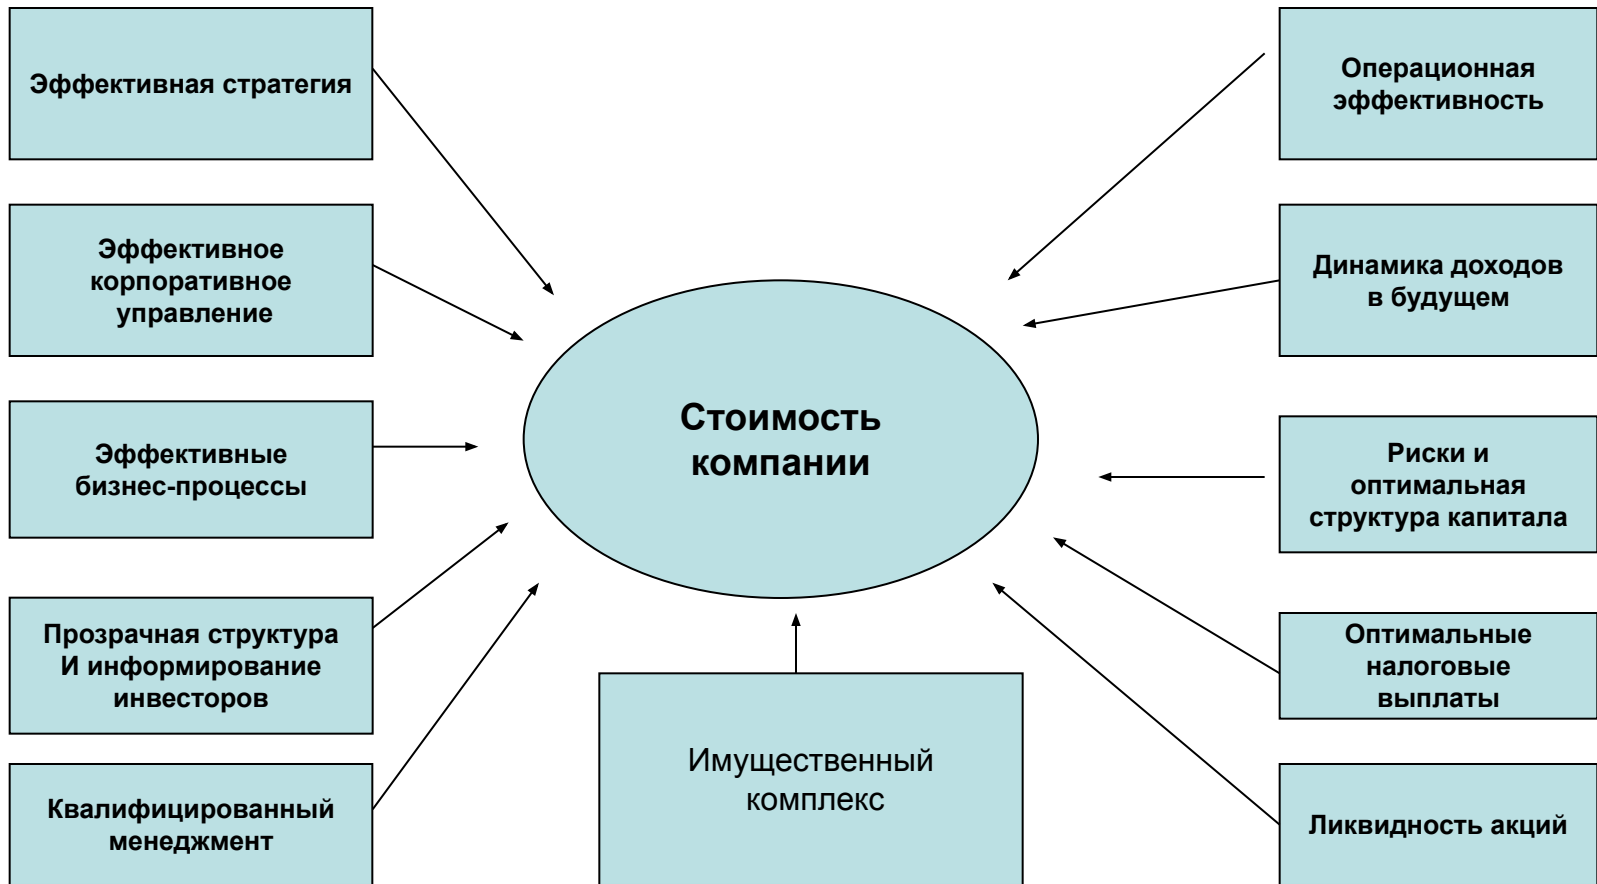 Эффективная стратегия
Эффективное
корпоративное
управление
Эффективные
бизнес-процессы
Прозрачная структура
И информирование
инвесторов
Квалифицированный
менеджмент
Стоимость
компании
Имущественный
комплекс
Операционная
эффективность
Динамика доходов
в будущем
Риски и
оптимальная
структура капитала
Оптимальные
налоговые
выплаты
Ликвидность акций